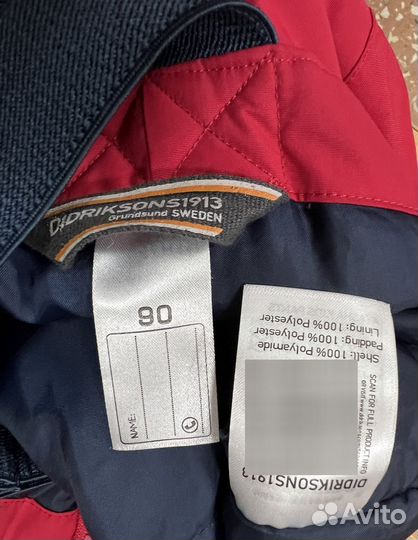 DIDRIKSONS1913
Grundsund SWEDEN
90
NAME:
Shell: 100% Polyamide
Padding: 100% Polyester
Lining: 100% Polyester
SCAN FOR FULL
PRODUCT INFO
DIDRIKSONS1913
Avito